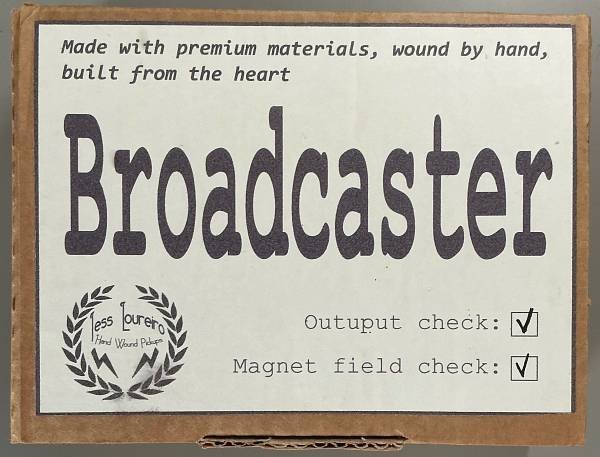 Made with premium materials, wound by hand,
built from the heart
Broadcaster
Jess Loureiro
Hand Wound Pickups
Outuput check:
Magnet field check: